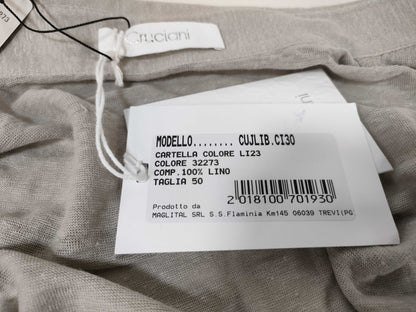 273
Cruciani
MODELLO........ CUJLIB.CI30
CARTELLA COLORE LI23
COLORE 32273
COMP.100% LINO
TAGLIA 50
2 018100 701930
Prodotto da
MAGLITAL SRL S.S.Flaminia Km145 06039 TREVI(PG